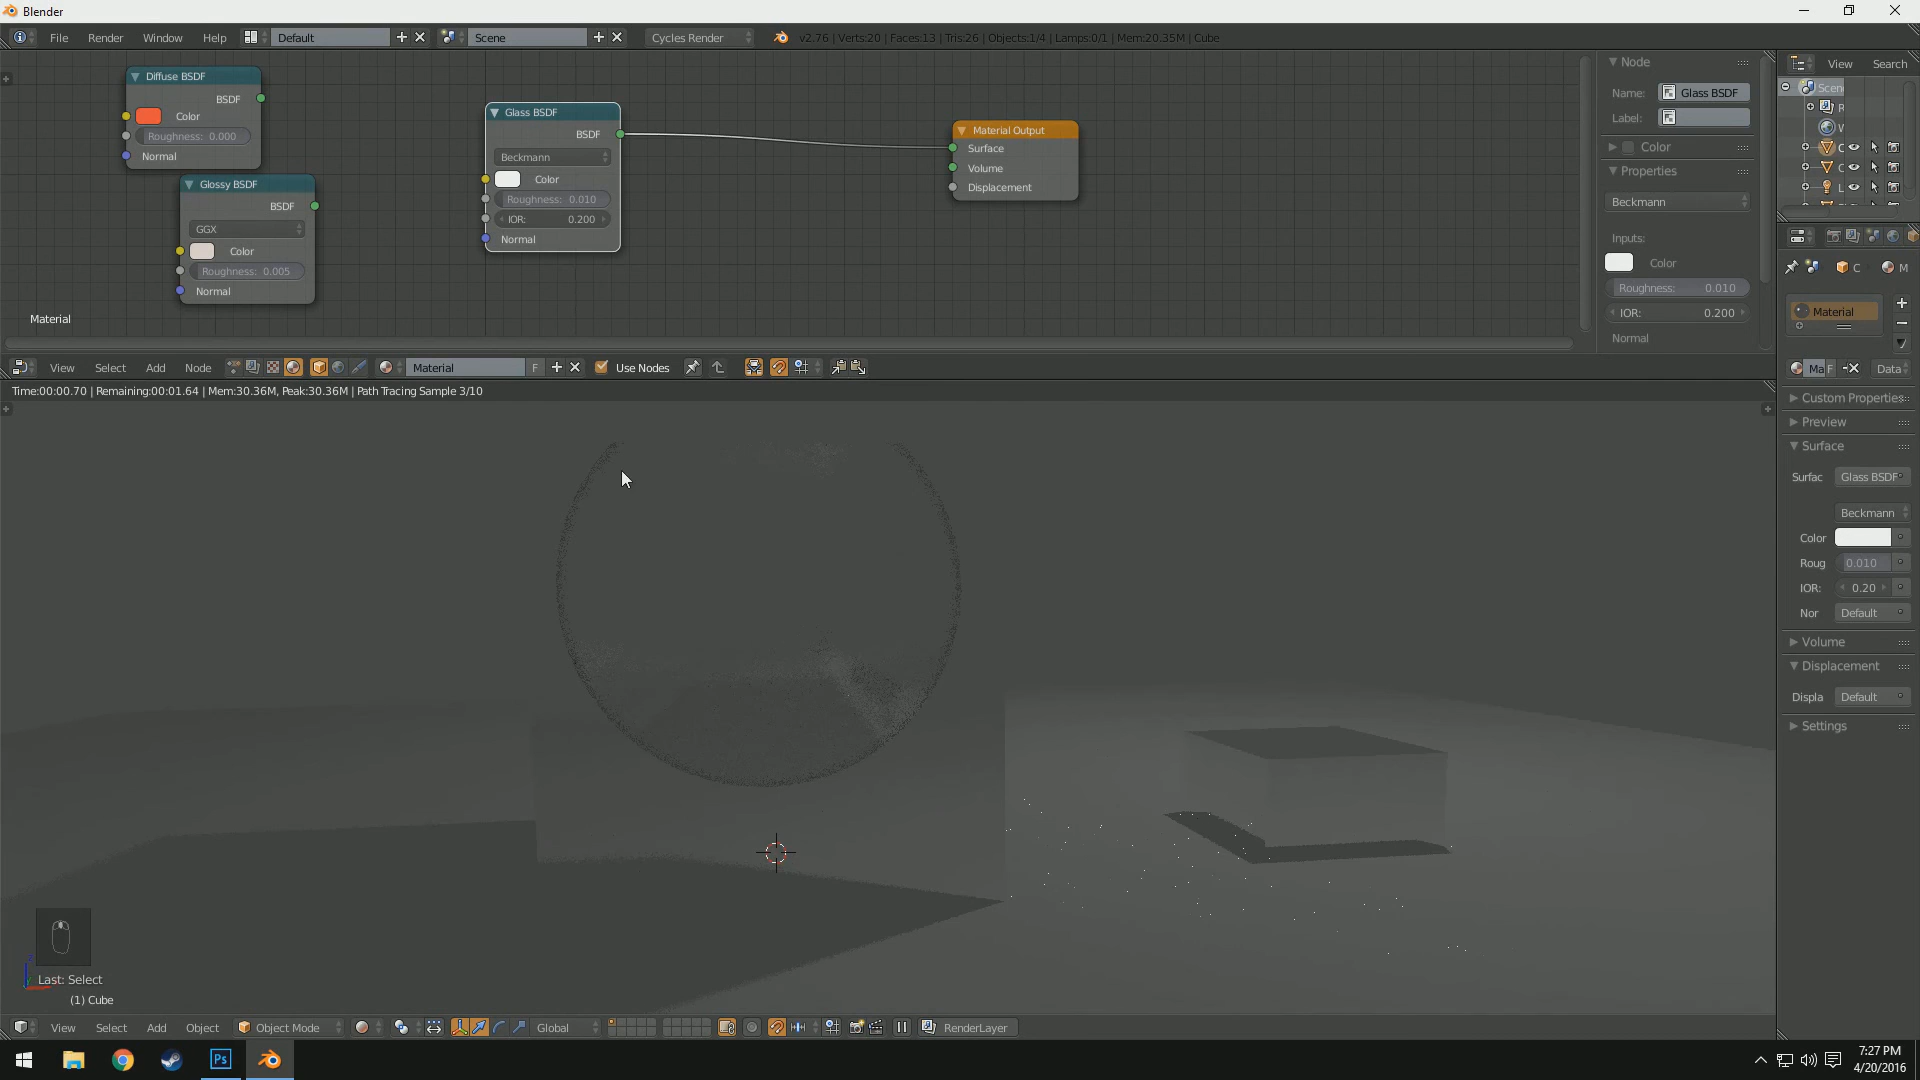 Blender
File Render Window Help Default Scene Cycles Render v2.76 | Verts:20 | Faces:13 | Tris:26 | Objects:1/4 | Lamps:0/1 | Mem:20.35M | Cube
Diffuse BSDF
BSDF
Color
Roughness: 0.000
Normal
Glossy BSDF
BSDF
GGX
Color
Roughness: 0.005
Normal
Glass BSDF
BSDF
Beckmann
Color
Roughness: 0.010
IOR: 0.200
Normal
Material Output
Surface
Volume
Displacement
Material
Node
Name: Glass BSDF
Label:
Color
Properties
Beckmann
Inputs:
Color
Roughness: 0.010
IOR: 0.200
Normal
View Search
Scene
R
W
C
C
L
C M
Material
Ma F Data
Custom Properties
Preview
Surface
Surfac Glass BSDF
Beckmann
Color
Roug 0.010
IOR: 0.20
Nor Default
Volume
Displacement
Displa Default
Settings
View Select Add Node Material F Use Nodes
Time:00:00.70 | Remaining:00:01.64 | Mem:30.36M, Peak:30.36M | Path Tracing Sample 3/10
Last: Select
(1) Cube
View Select Add Object Object Mode Global RenderLayer
Ps
7:27 PM
4/20/2016